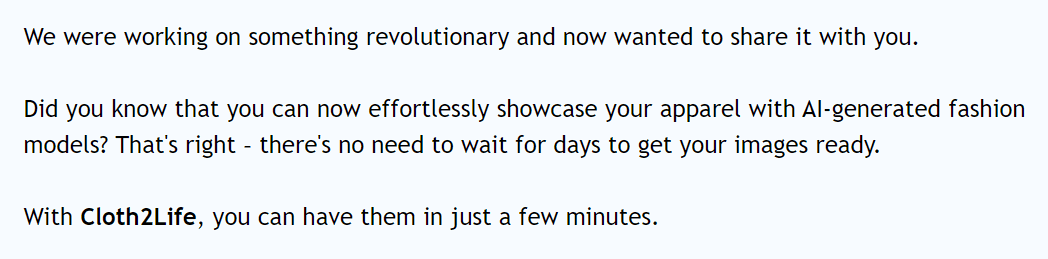 We were working on something revolutionary and now wanted to share it with you.
Did you know that you can now effortlessly showcase your apparel with AI-generated fashion
models? That's right - there's no need to wait for days to get your images ready.
With Cloth2Life, you can have them in just a few minutes.